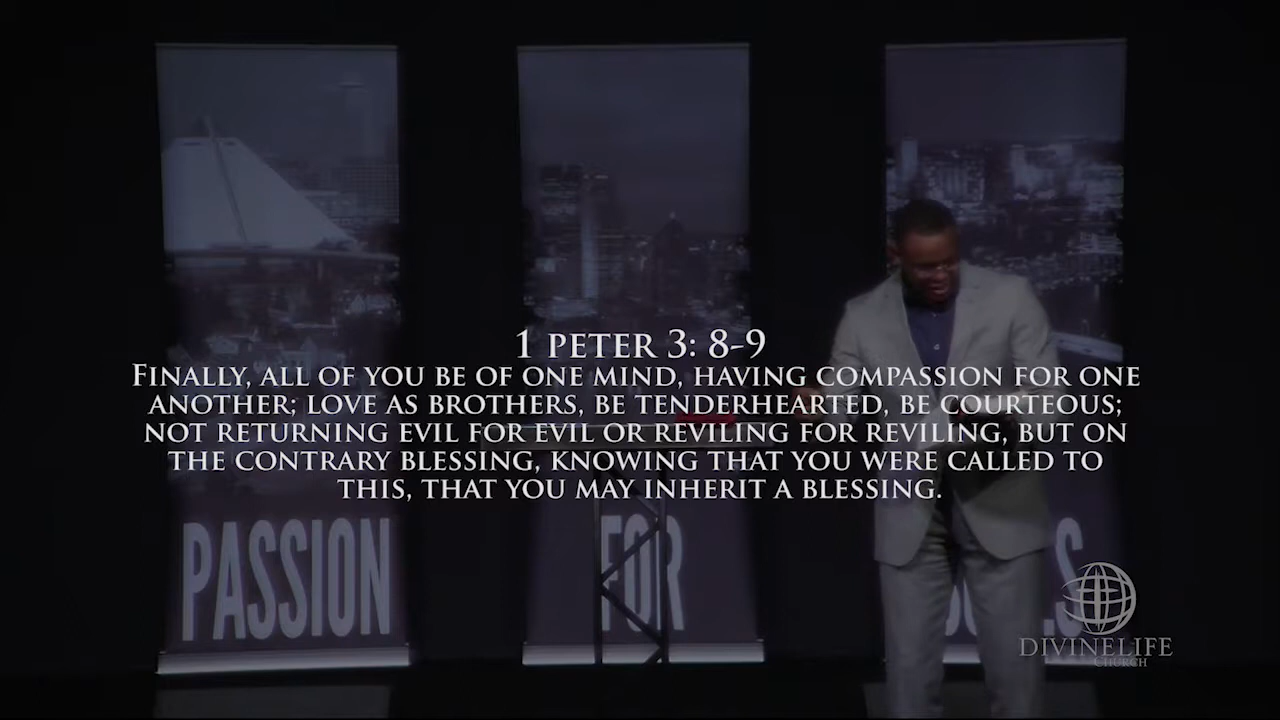 1 PETER 3: 8-9
FINALLY, ALL OF YOU BE OF ONE MIND, HAVING COMPASSION FOR ONE
ANOTHER; LOVE AS BROTHERS, BE TENDERHEARTED, BE COURTEOUS;
NOT RETURNING EVIL FOR EVIL OR REVILING FOR REVILING, BUT ON
THE CONTRARY BLESSING, KNOWING THAT YOU WERE CALLED TO
THIS, THAT YOU MAY INHERIT A BLESSING.
PASSION
FOR
DIVINELIFE
CHURCH